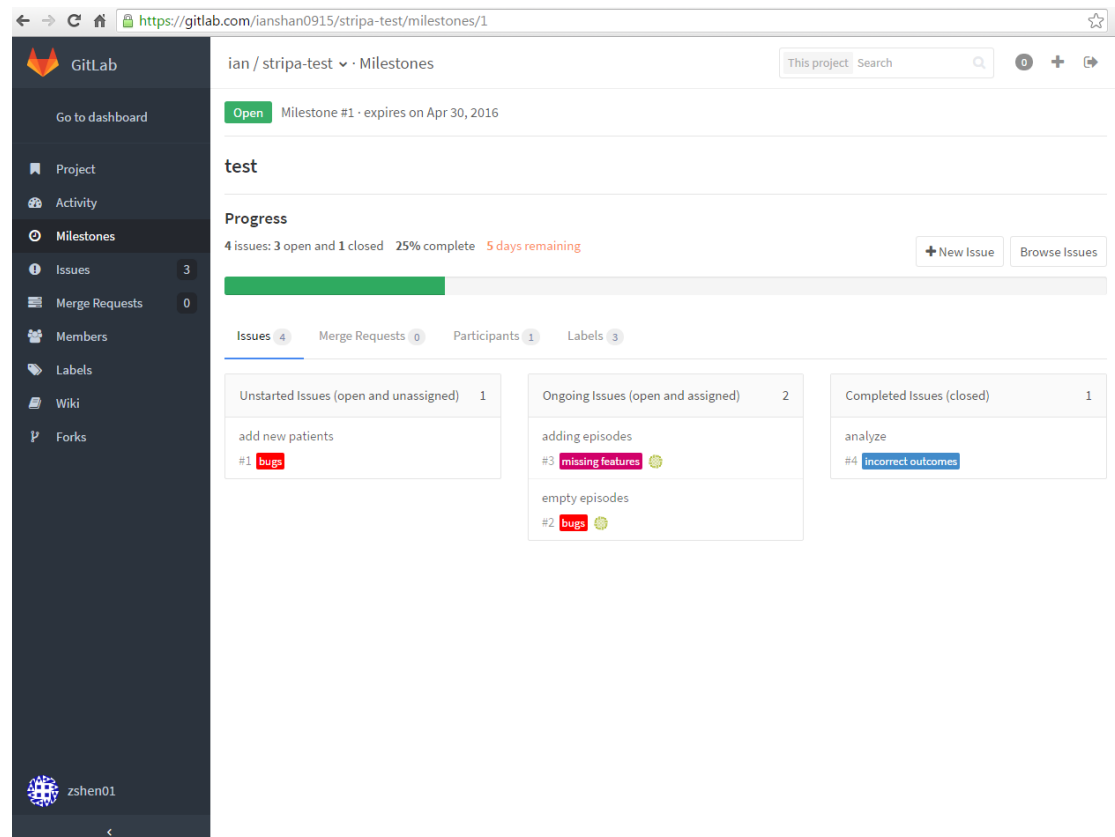 https://gitlab.com/ianshan0915/stripa-test/milestones/1
GitLab
ian / stripa-test · Milestones
This project Search
0
Go to dashboard
Project
Activity
Milestones
Issues 3
Merge Requests 0
Members
Labels
Wiki
Forks
zshen01
Open Milestone #1 · expires on Apr 30, 2016
test
Progress
4 issues: 3 open and 1 closed 25% complete 5 days remaining
New Issue
Browse Issues
Issues 4 Merge Requests 0 Participants 1 Labels 3
Unstarted Issues (open and unassigned) 1
add new patients
#1 bugs
Ongoing Issues (open and assigned) 2
adding episodes
#3 missing features
empty episodes
#2 bugs
Completed Issues (closed) 1
analyze
#4 incorrect outcomes